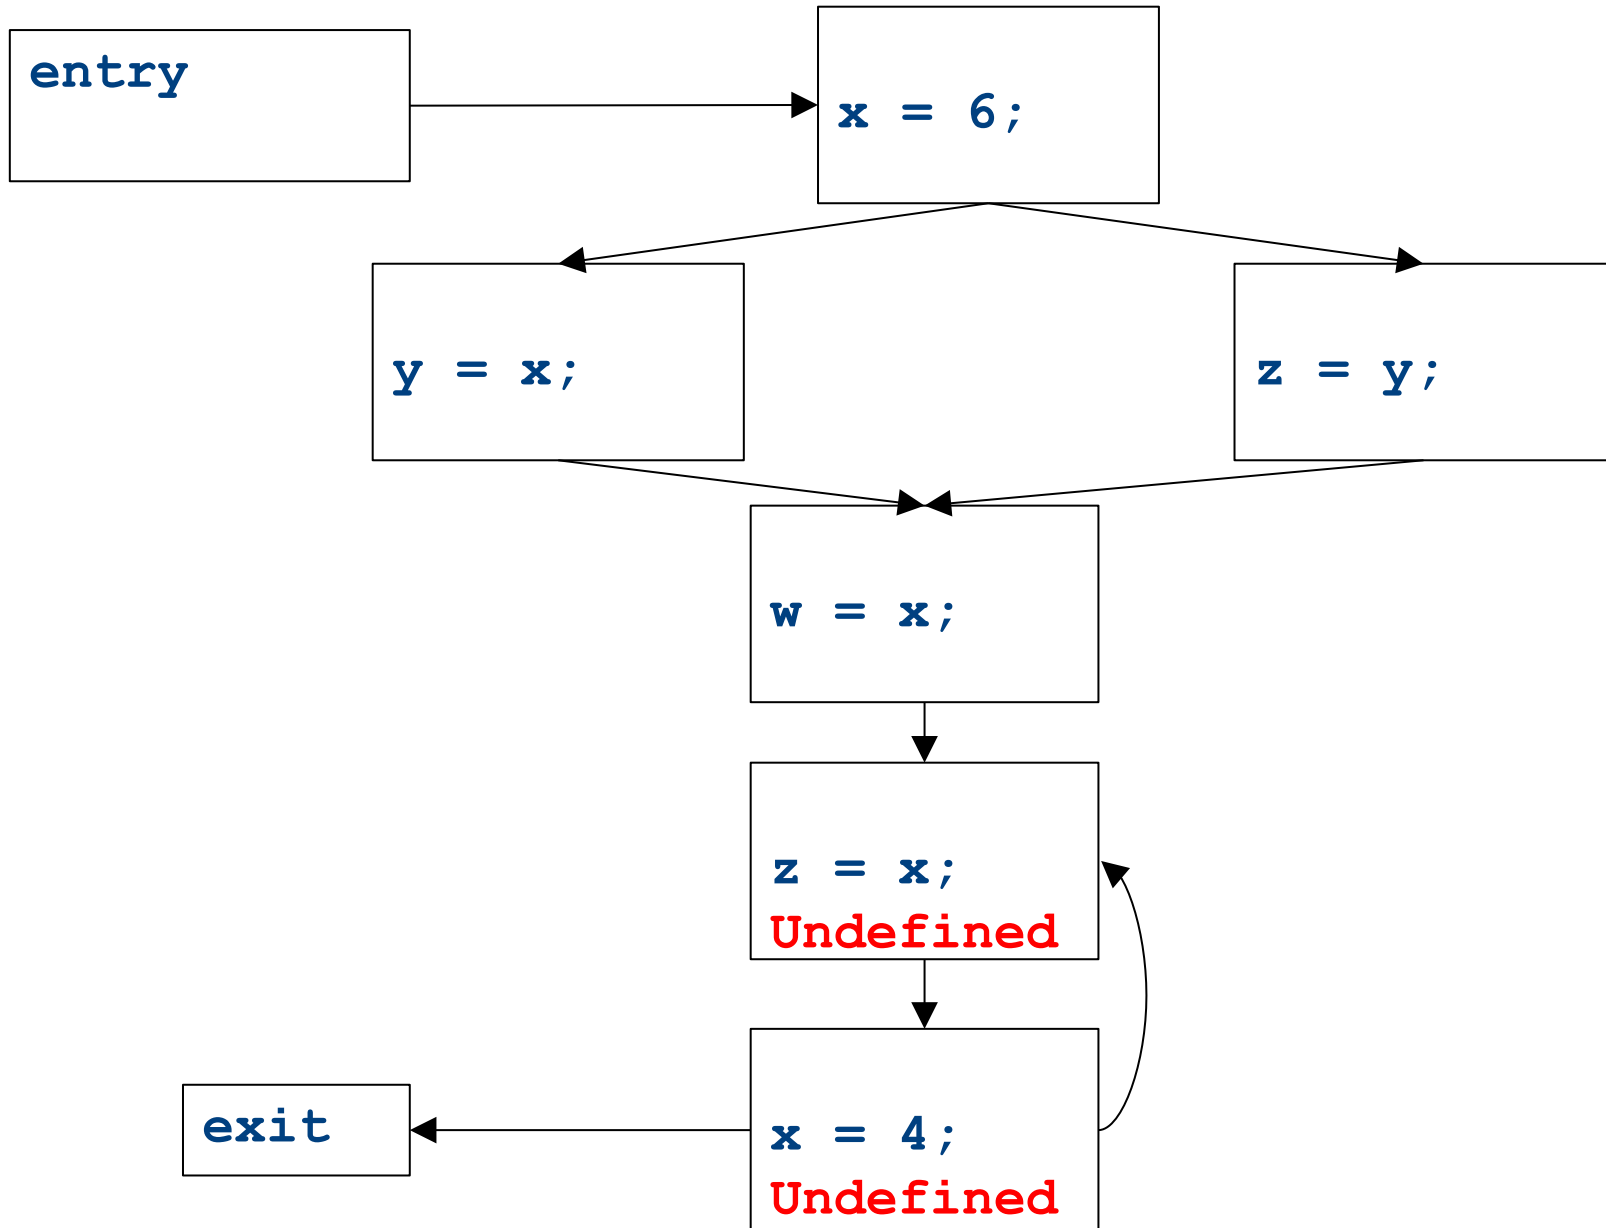 entry
x = 6;
y = x;
z = y;
w = x;
z = x;
Undefined
exit
x = 4;
Undefined